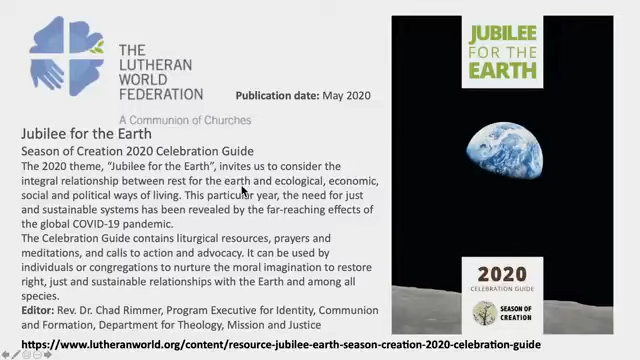 THE
LUTHERAN
WORLD
FEDERATION
A Communion of Churches
Publication date: May 2020
Jubilee for the Earth
Season of Creation 2020 Celebration Guide
The 2020 theme, “Jubilee for the Earth”, invites us to consider the
integral relationship between rest for the earth and ecological, economic,
social and political ways of living. This particular year, the need for just
and sustainable systems has been revealed by the far-reaching effects of
the global COVID-19 pandemic.
The Celebration Guide contains liturgical resources, prayers and
meditations, and calls to action and advocacy. It can be used by
individuals or congregations to nurture the moral imagination to restore
right, just and sustainable relationships with the Earth and among all
species.
Editor: Rev. Dr. Chad Rimmer, Program Executive for Identity, Communion
and Formation, Department for Theology, Mission and Justice
https://www.lutheranworld.org/content/resource-jubilee-earth-season-creation-2020-celebration-guide
JUBILEE
FOR THE
EARTH
2020
CELEBRATION GUIDE
SEASON OF
CREATION